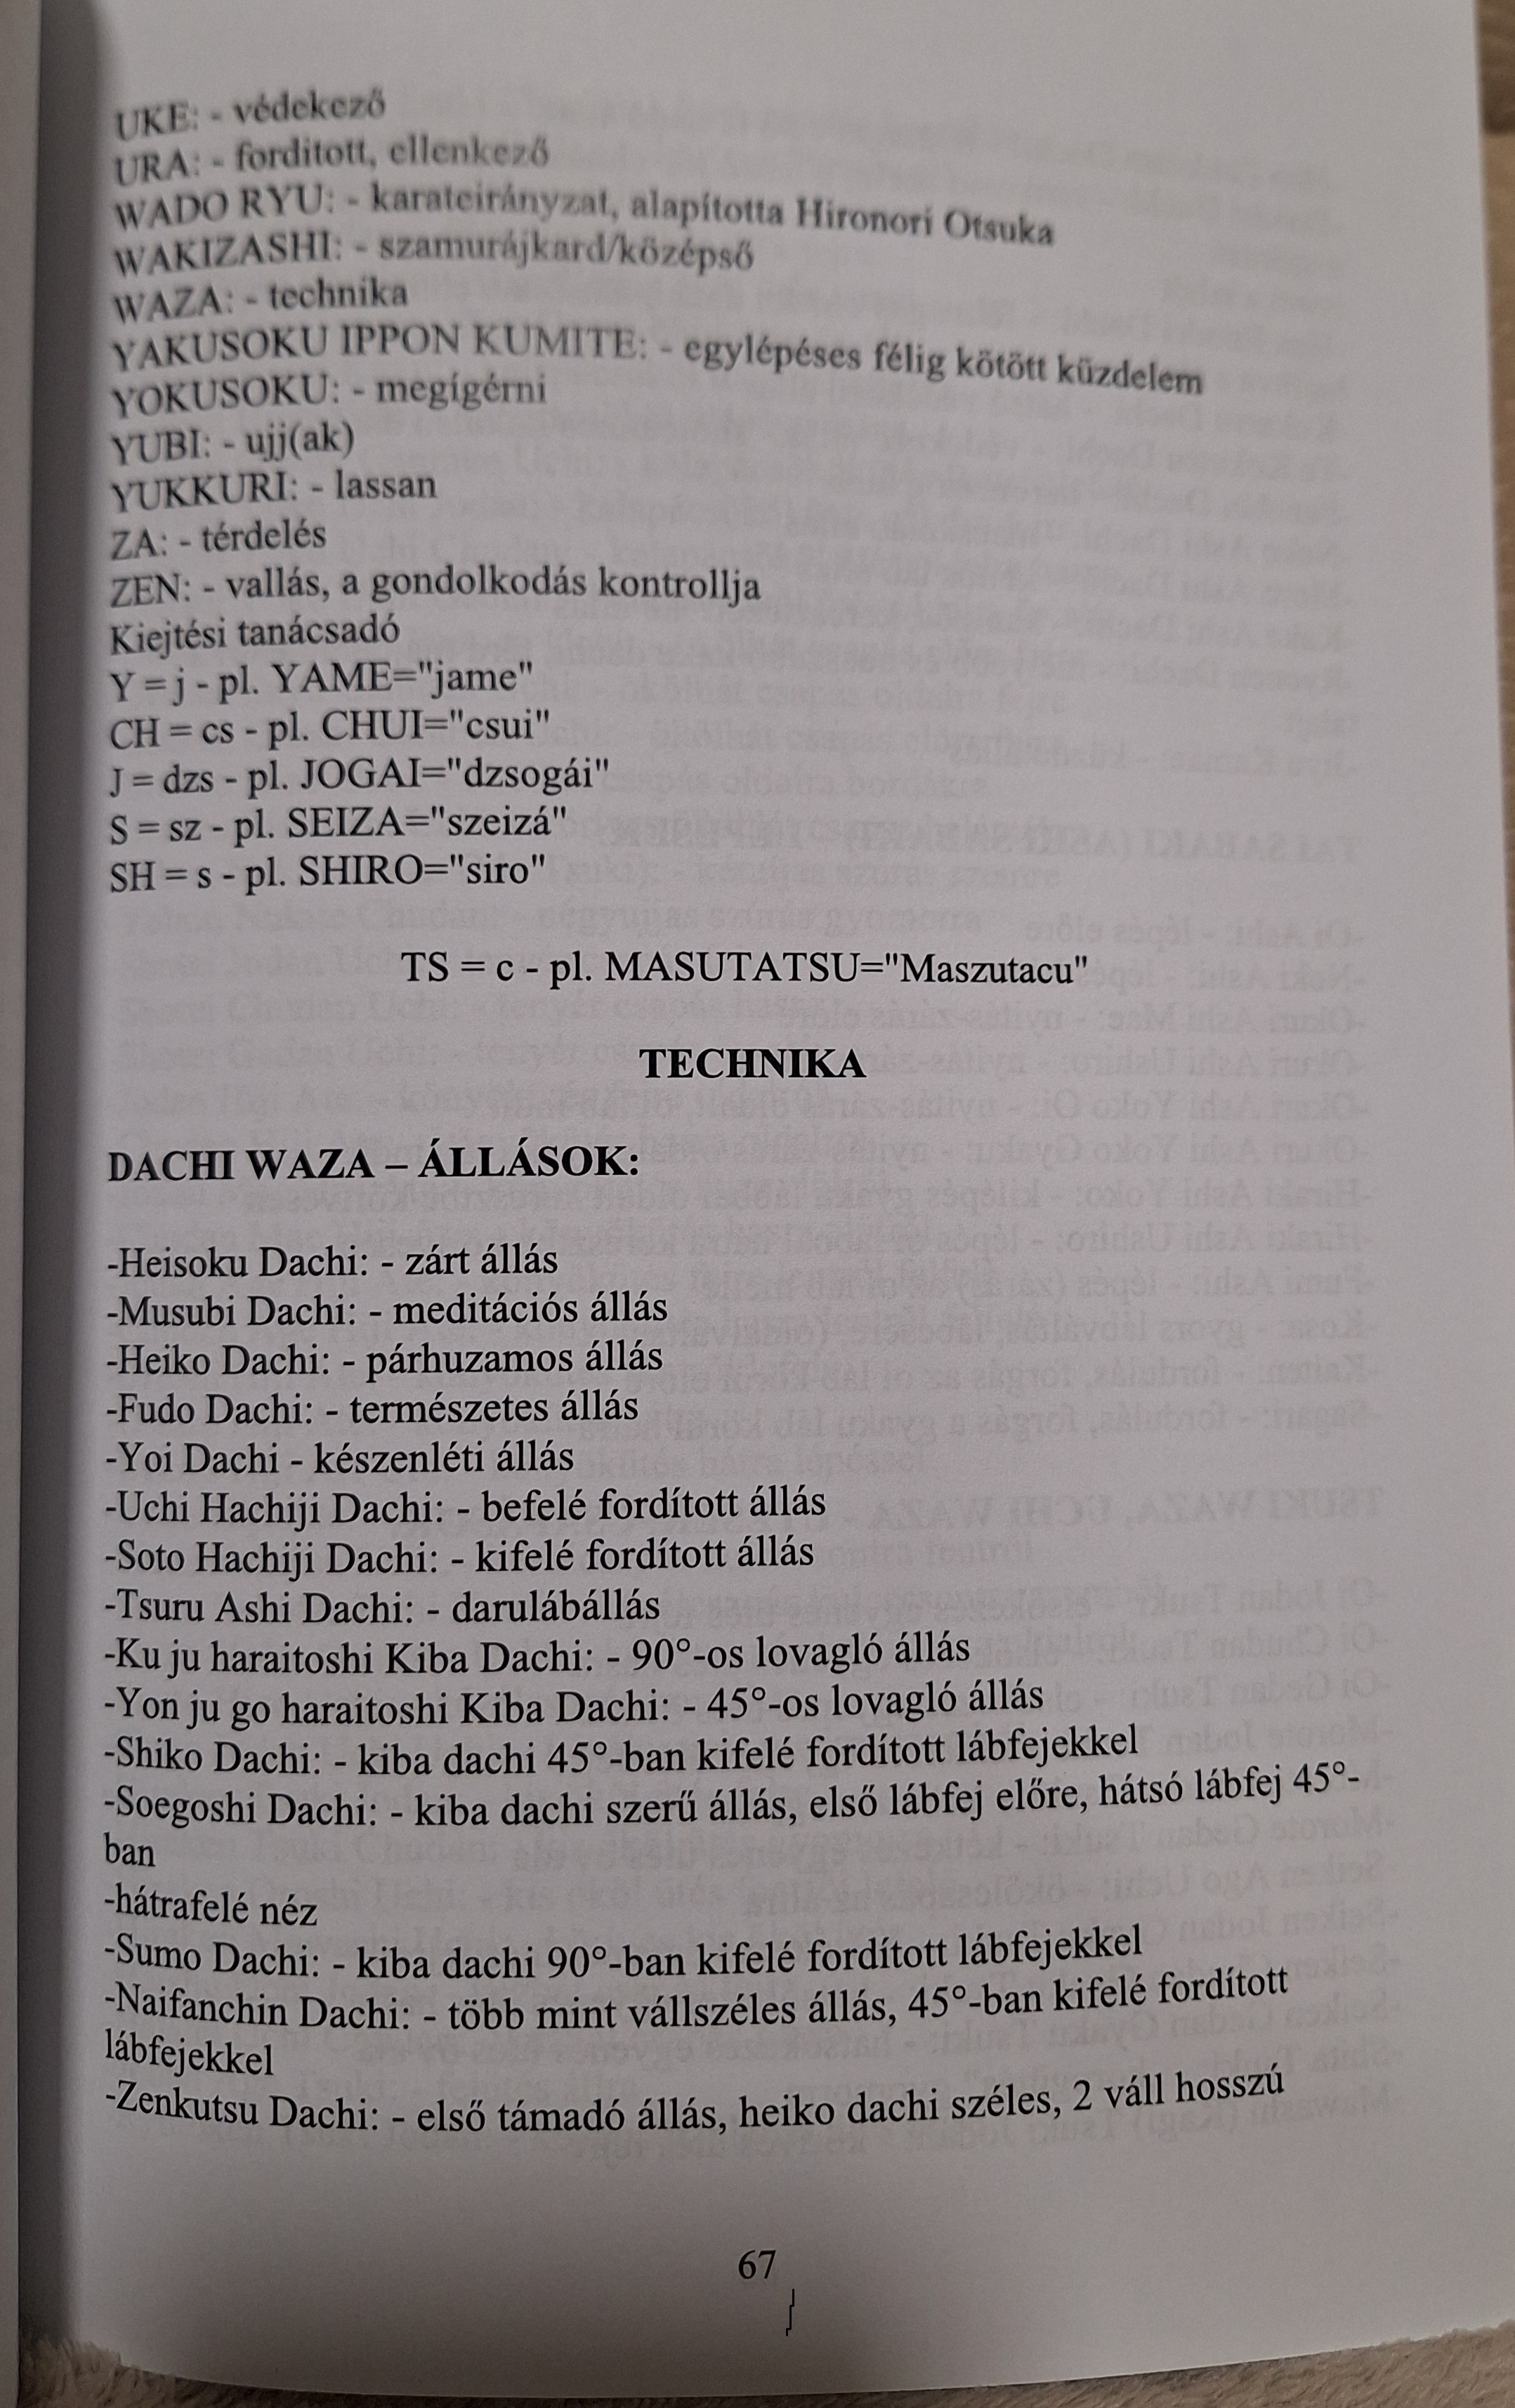 UKE: - védekező
URA: - fordított, ellenkező
WADO RYU: - karateirányzat, alapította Hironori Otsuka
WAKIZASHI: - szamurájkard/középső
WAZA: - technika
YAKUSOKU IPPON KUMITE: - egylépéses félig kötött küzdelem
YOKUSOKU: - megígérni
YUBI: - ujj(ak)
YUKKURI: - lassan
ZA: - térdelés
ZEN: - vallás, a gondolkodás kontrollja
Kiejtési tanácsadó
Y = j - pl. YAME="jame"
CH = cs - pl. CHUI="csui"
J = dzs - pl. JOGAI="dzsogái"
S = sz - pl. SEIZA="szeizá"
SH = s - pl. SHIRO="siro"
TS = c - pl. MASUTATSU="Maszutacu"
TECHNIKA
DACHI WAZA – ÁLLÁSOK:
-Heisoku Dachi: - zárt állás
-Musubi Dachi: - meditációs állás
-Heiko Dachi: - párhuzamos állás
-Fudo Dachi: - természetes állás
-Yoi Dachi - készenléti állás
-Uchi Hachiji Dachi: - befelé fordított állás
-Soto Hachiji Dachi: - kifelé fordított állás
-Tsuru Ashi Dachi: - darulábállás
-Ku ju haraitoshi Kiba Dachi: - 90°-os lovagló állás
-Yon ju go haraitoshi Kiba Dachi: - 45°-os lovagló állás
-Shiko Dachi: - kiba dachi 45°-ban kifelé fordított lábfejekkel
-Soegoshi Dachi: - kiba dachi szerű állás, első lábfej előre, hátsó lábfej 45°-
ban
-hátrafelé néz
-Sumo Dachi: - kiba dachi 90°-ban kifelé fordított lábfejekkel
-Naifanchin Dachi: - több mint vállszéles állás, 45°-ban kifelé fordított
lábfejekkel
-Zenkutsu Dachi: - első támadó állás, heiko dachi széles, 2 váll hosszú
67